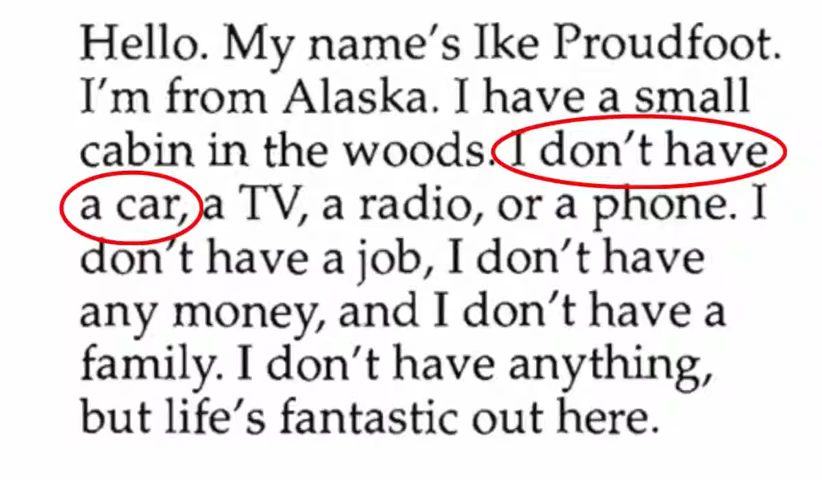 Hello. My name's Ike Proudfoot.
I'm from Alaska. I have a small
cabin in the woods. I don't have
a car, a TV, a radio, or a phone. I
don't have a job, I don't have
any money, and I don't have a
family. I don't have anything,
but life's fantastic out here.